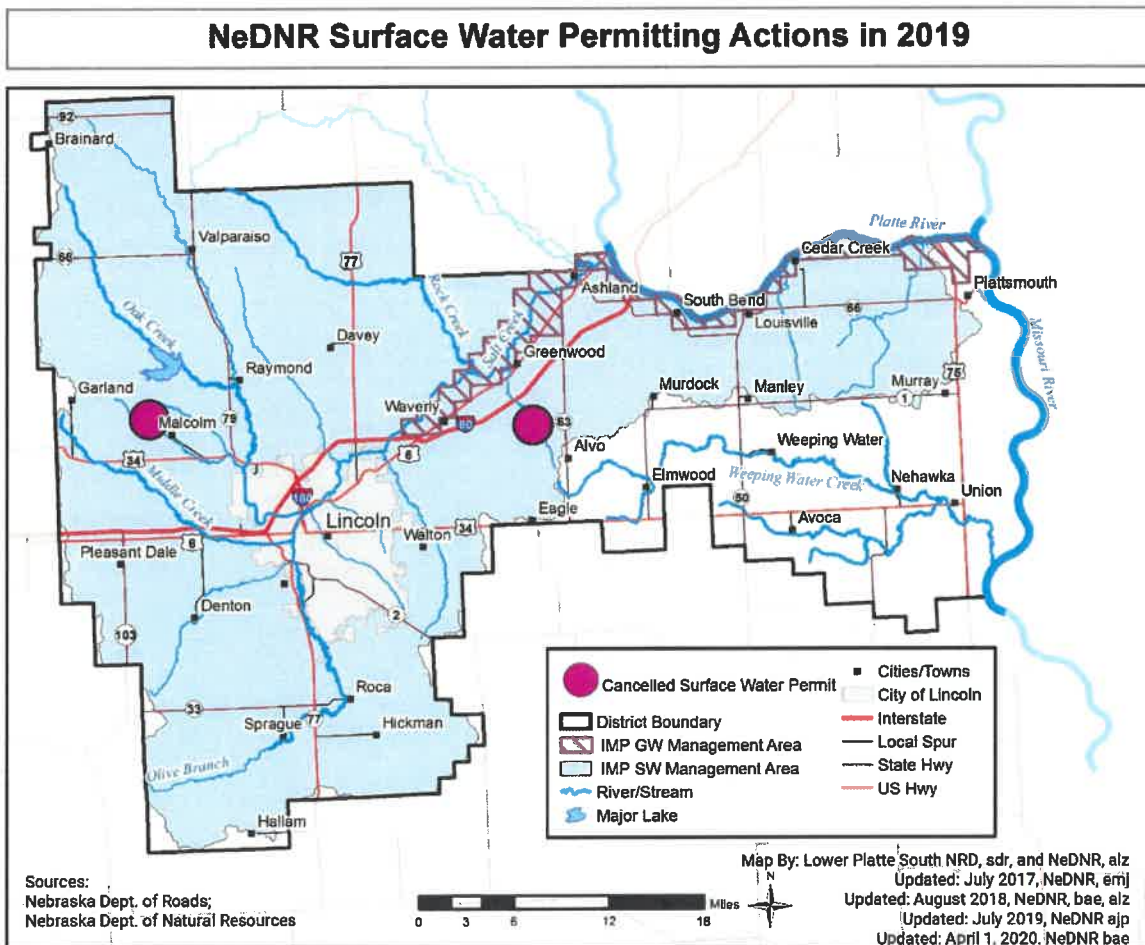 NeDNR Surface Water Permitting Actions in 2019
92
Brainard
Platte River
Valparaiso
Cedar Creek
66
77
Ashland
Plattsmouth
Rock Creek
South Bend
Oak Creek
Salt Creek
66
Louisville
Davey
Missouri River
Greenwood
Raymond
75
Garland
Murdock
Manley
Murray
1
Waverly
79
80
63
Malcolm
6
Alvo
Weeping Water
34
Middle Creek
Elmwood
Weeping Water Creek
Nehawka
Union
180
50
Eagle
Lincoln
34
Avoca
6
Walton
Pleasant Dale
Denton
2
103
Roca
33
Sprague
77
Hickman
Olive Branch
Hallam
Cancelled Surface Water Permit
District Boundary
IMP GW Management Area
IMP SW Management Area
River/Stream
Major Lake
Cities/Towns
City of Lincoln
Interstate
Local Spur
State Hwy
US Hwy
Sources:
Nebraska Dept. of Roads;
Nebraska Dept. of Natural Resources
0 3 6 12 18
Miles
N
Map By: Lower Platte South NRD, sdr, and NeDNR, alz
Updated: July 2017, NeDNR, emj
Updated: August 2018, NeDNR, bae, alz
Updated: July 2019, NeDNR ajp
Updated: April 1, 2020, NeDNR bae